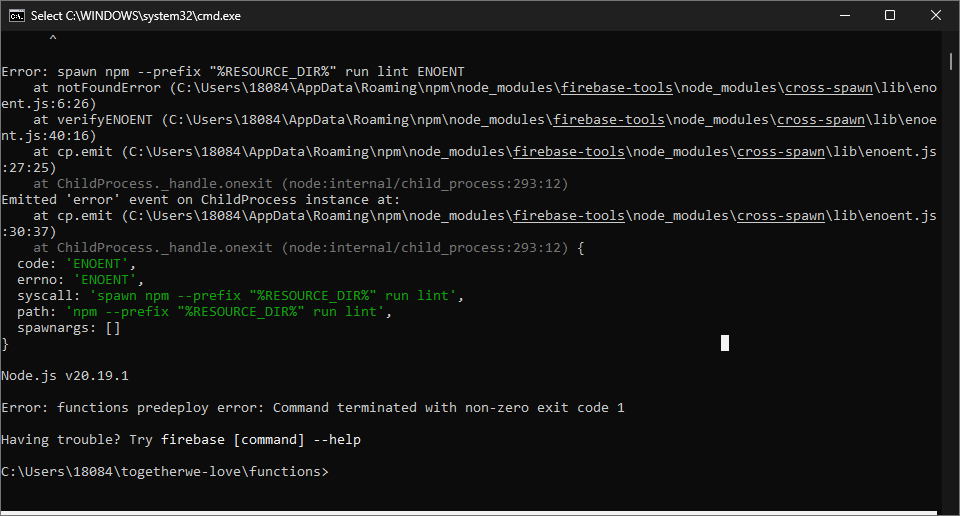 Select C:\WINDOWS\system32\cmd.exe
^
Error: spawn npm --prefix "%RESOURCE_DIR%" run lint ENOENT
    at notFoundError (C:\Users\18084\AppData\Roaming\npm\node_modules\firebase-tools\node_modules\cross-spawn\lib\eno
ent.js:6:26)
    at verifyENOENT (C:\Users\18084\AppData\Roaming\npm\node_modules\firebase-tools\node_modules\cross-spawn\lib\enoe
nt.js:40:16)
    at cp.emit (C:\Users\18084\AppData\Roaming\npm\node_modules\firebase-tools\node_modules\cross-spawn\lib\enoent.js
:27:25)
    at ChildProcess._handle.onexit (node:internal/child_process:293:12)
Emitted 'error' event on ChildProcess instance at:
    at cp.emit (C:\Users\18084\AppData\Roaming\npm\node_modules\firebase-tools\node_modules\cross-spawn\lib\enoent.js
:30:37)
    at ChildProcess._handle.onexit (node:internal/child_process:293:12) {
  code: 'ENOENT',
  errno: 'ENOENT',
  syscall: 'spawn npm --prefix "%RESOURCE_DIR%" run lint',
  path: 'npm --prefix "%RESOURCE_DIR%" run lint',
  spawnargs: []
}
Node.js v20.19.1
Error: functions predeploy error: Command terminated with non-zero exit code 1
Having trouble? Try firebase [command] --help
C:\Users\18084\togetherwe-love\functions>